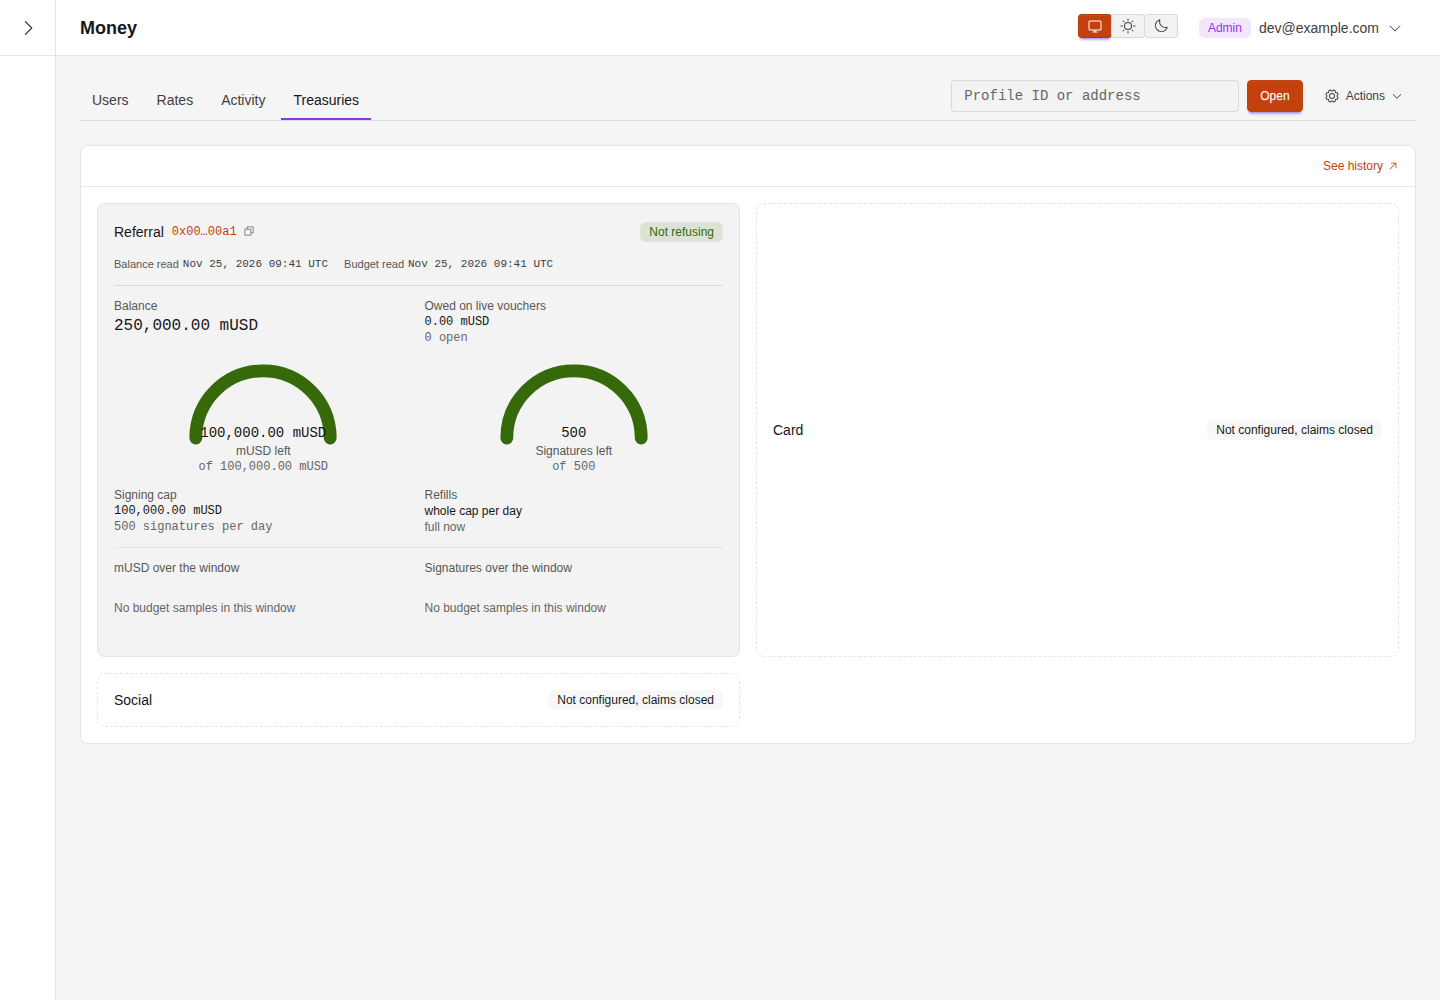 Money
Admin
dev@example.com
Users
Rates
Activity
Treasuries
Profile ID or address
Open
Actions
See history
Referral 0x00…00a1
Not refusing
Balance read Nov 25, 2026 09:41 UTC
Budget read Nov 25, 2026 09:41 UTC
Balance
250,000.00 mUSD
Owed on live vouchers
0.00 mUSD
0 open
100,000.00 mUSD
mUSD left
of 100,000.00 mUSD
500
Signatures left
of 500
Signing cap
100,000.00 mUSD
500 signatures per day
Refills
whole cap per day
full now
mUSD over the window
No budget samples in this window
Signatures over the window
No budget samples in this window
Card
Not configured, claims closed
Social
Not configured, claims closed